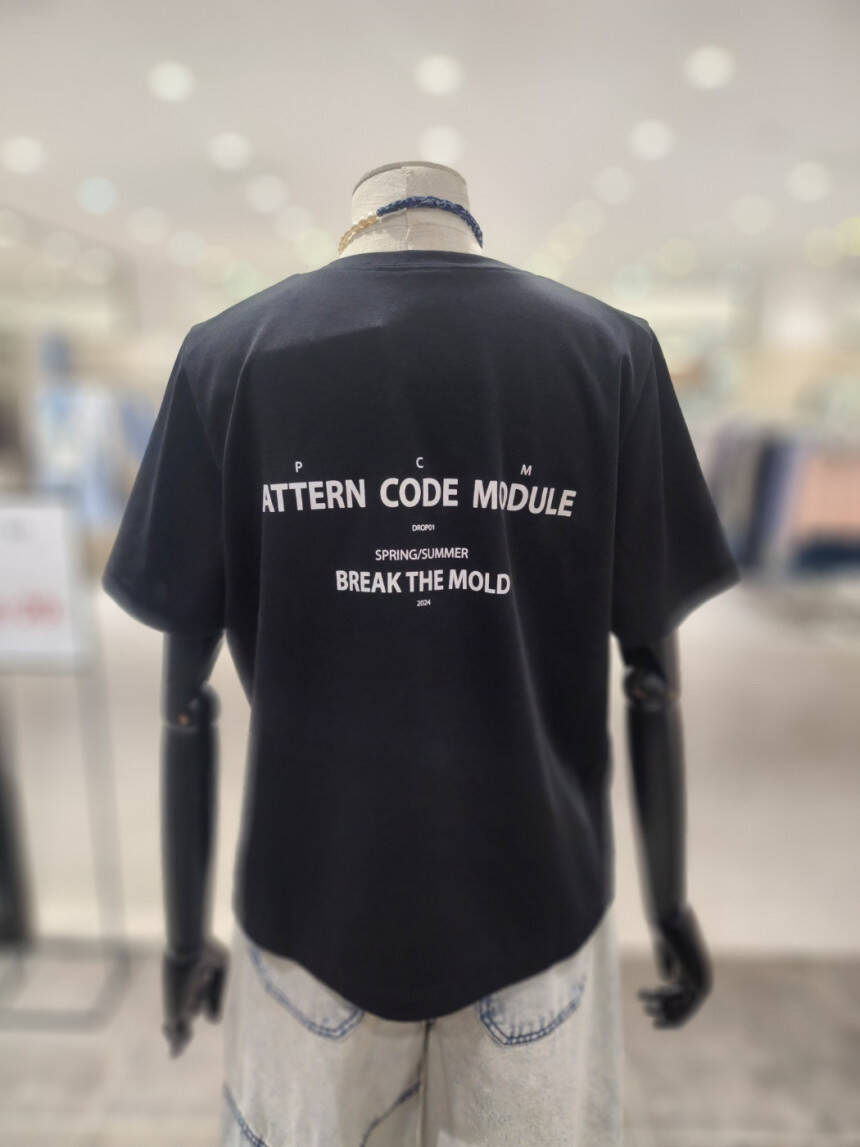 P C M
ATTERN CODE MODULE
DROP01
SPRING/SUMMER
BREAK THE MOLD
2024